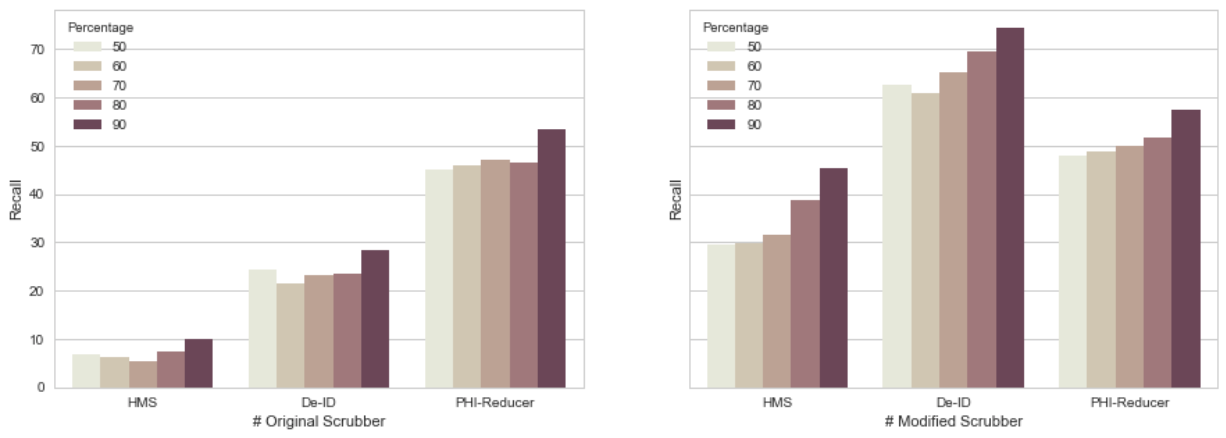 Percentage
50
60
70
80
90
70
60
50
40
30
20
10
0
Recall
HMS
De-ID
PHI-Reducer
# Original Scrubber
Percentage
50
60
70
80
90
Recall
HMS
De-ID
PHI-Reducer
# Modified Scrubber